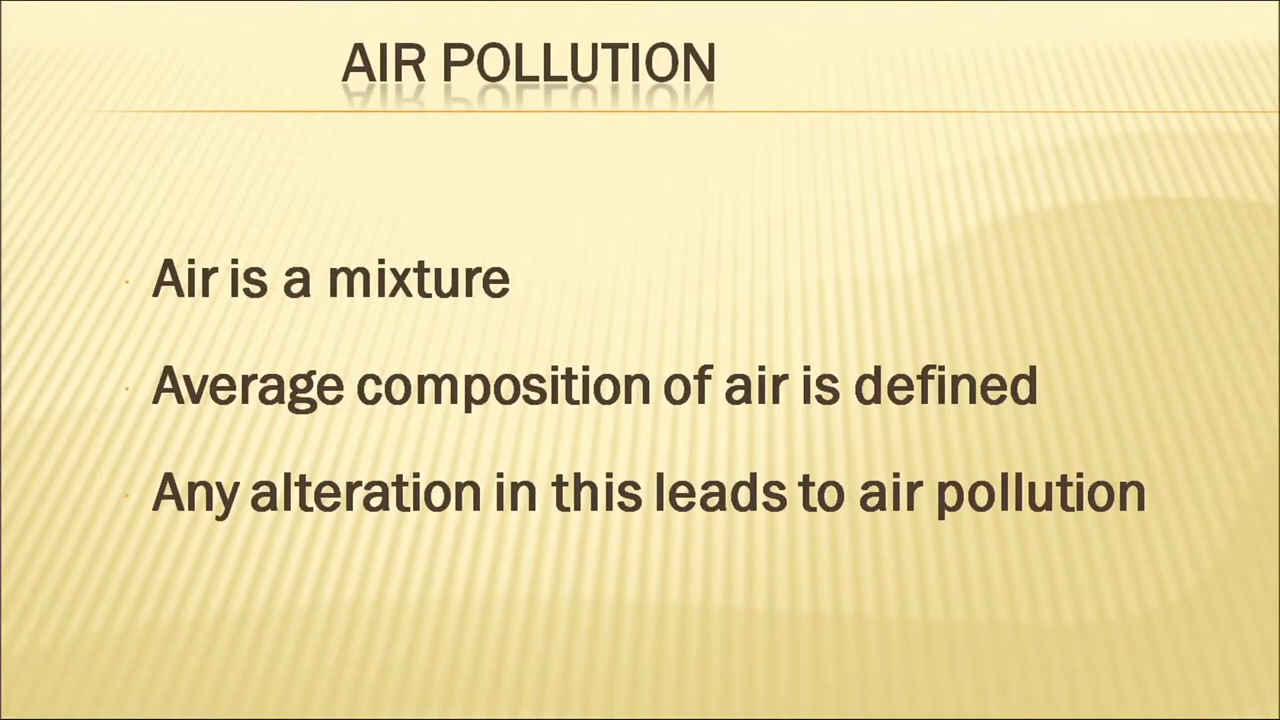 AIR POLLUTION
Air is a mixture
Average composition of air is defined
Any alteration in this leads to air pollution